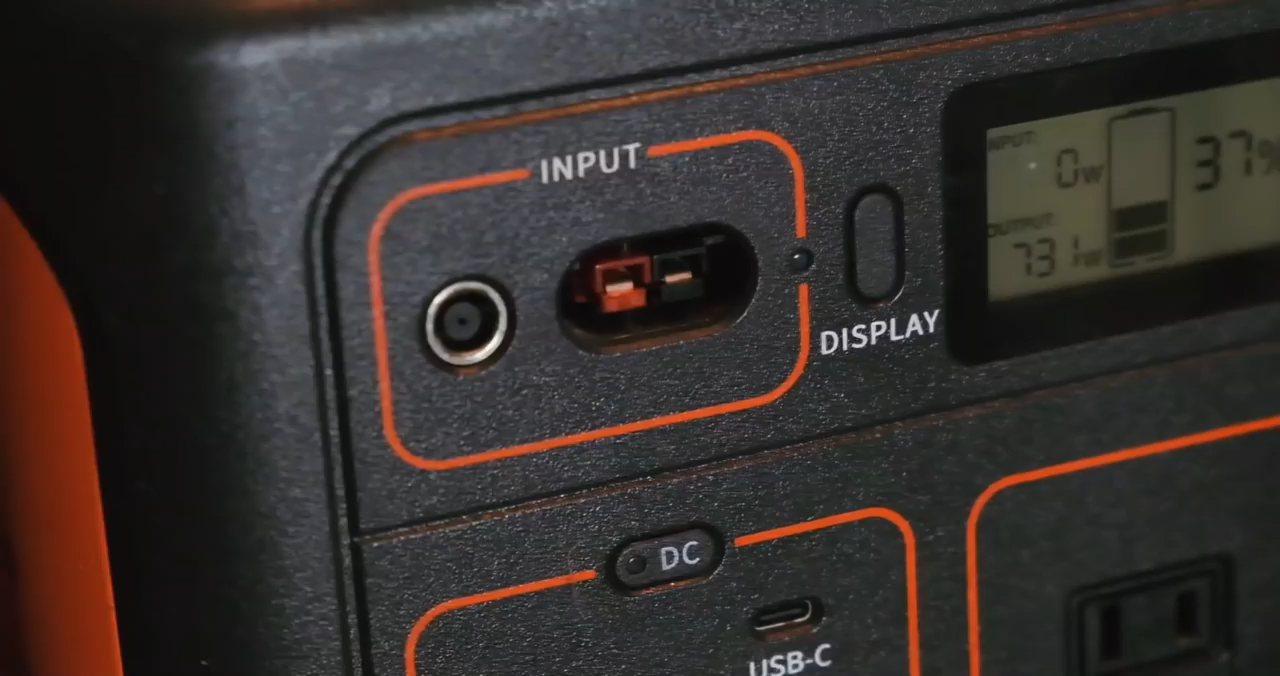 INPUT
INPUT:
0w
37%
OUTPUT:
731w
DISPLAY
DC
USB-C